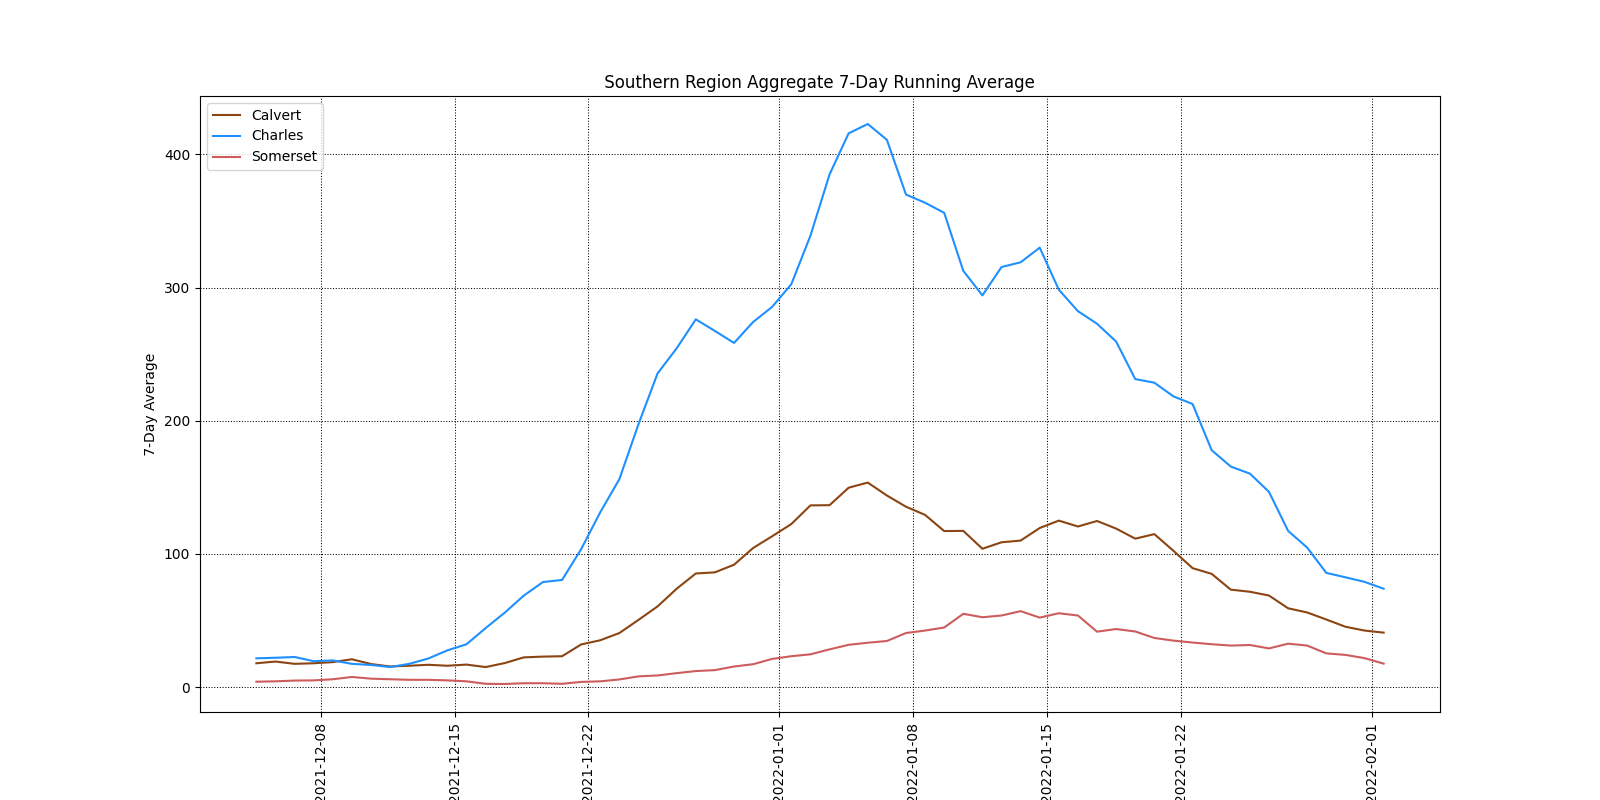 Southern Region Aggregate 7-Day Running Average
Calvert
Charles
Somerset
7-Day Average
400
300
200
100
0
2021-12-08
2021-12-15
2021-12-22
2022-01-01
2022-01-08
2022-01-15
2022-01-22
2022-02-01